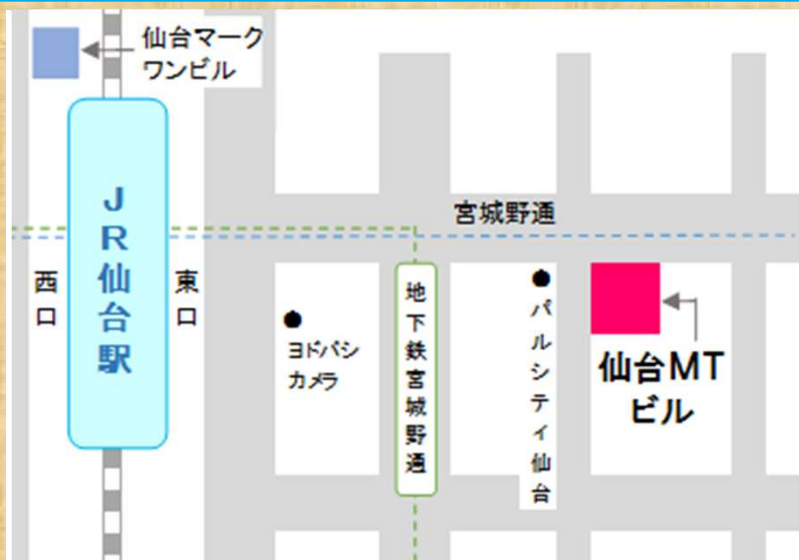 仙台マーク
ワンビル
JR仙台駅
宮城野通
西口
東口
ヨドバシ
カメラ
地下鉄宮城野通
パルシティ仙台
仙台MT
ビル